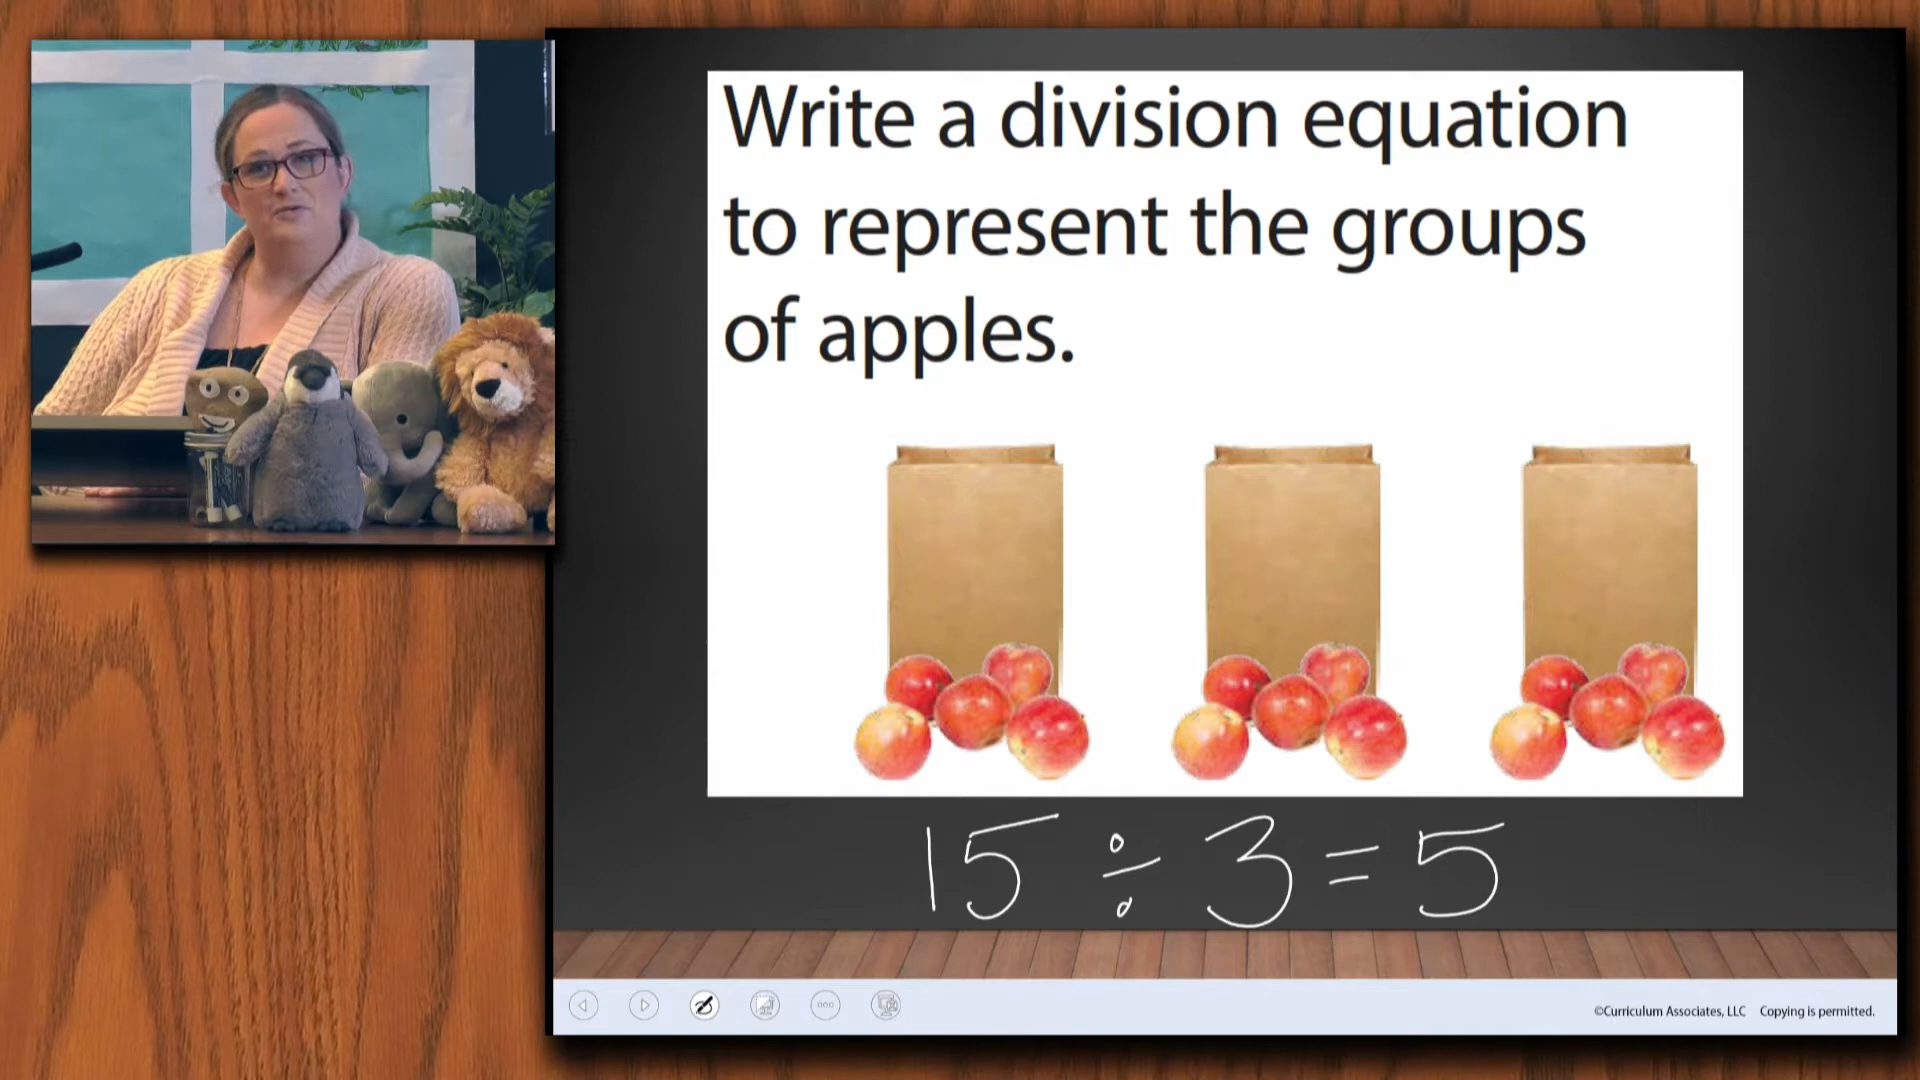 Write a division equation
to represent the groups
of apples.
15 ÷ 3 = 5
©Curriculum Associates, LLC Copying is permitted.